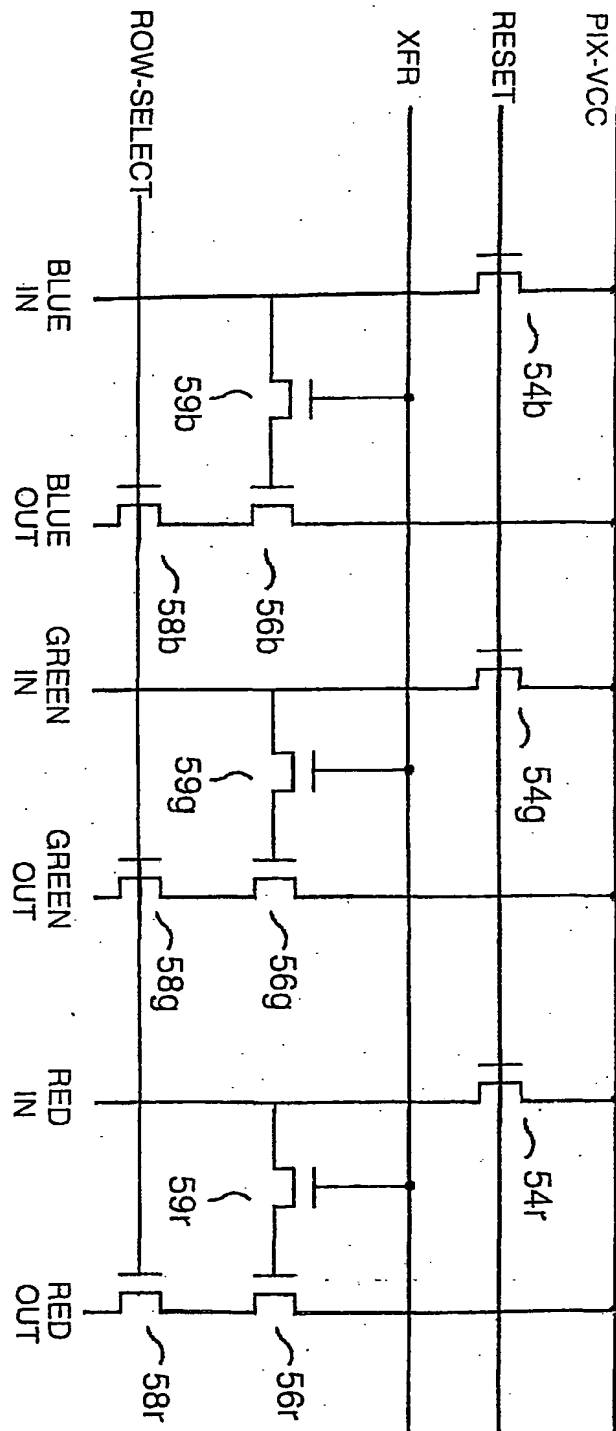 PIX-VCC
RESET
XFR
ROW-SELECT
54b
54g
54r
59b
59g
59r
56b
56g
56r
58b
58g
58r
BLUE
IN
BLUE
OUT
GREEN
IN
GREEN
OUT
RED
IN
RED
OUT